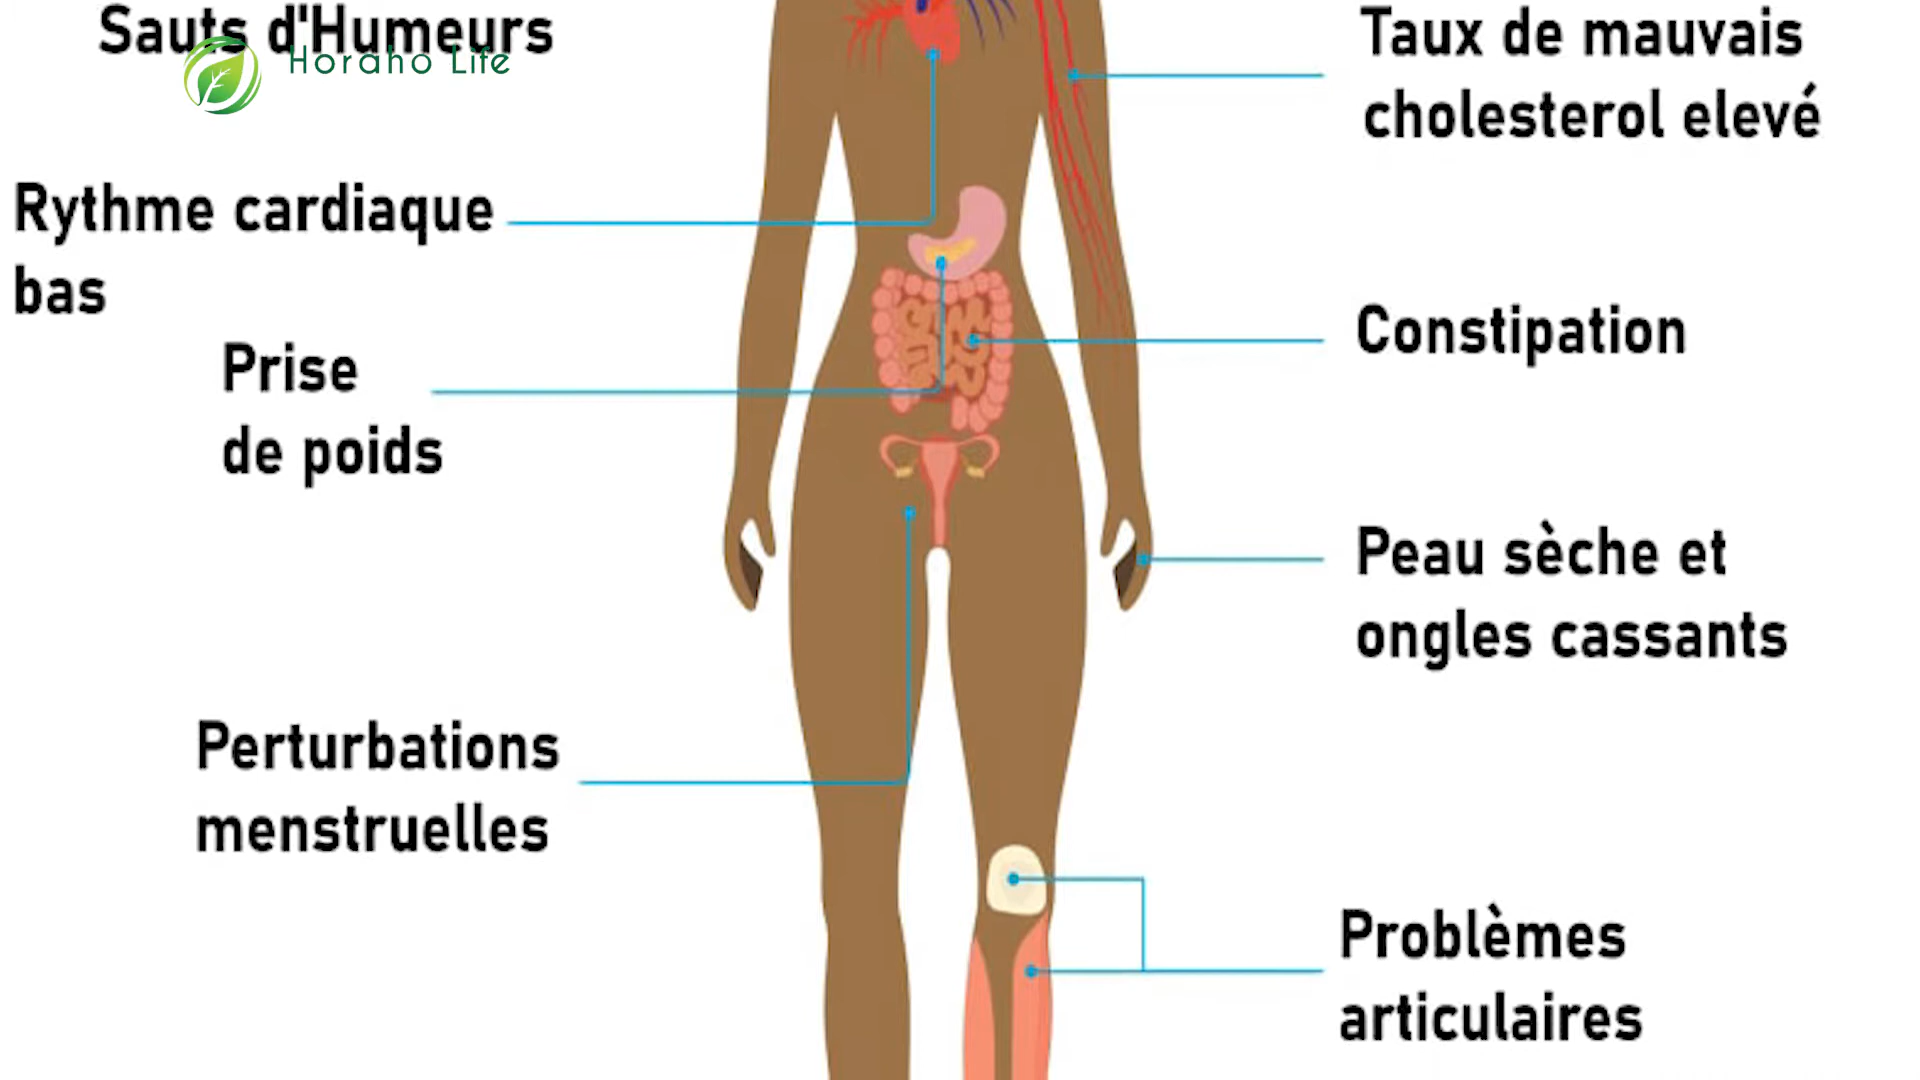 Sauts d'Humeurs
Horaho Life
Rythme cardiaque
bas
Prise
de poids
Perturbations
menstruelles
Taux de mauvais
cholesterol elevé
Constipation
Peau sèche et
ongles cassants
Problèmes
articulaires